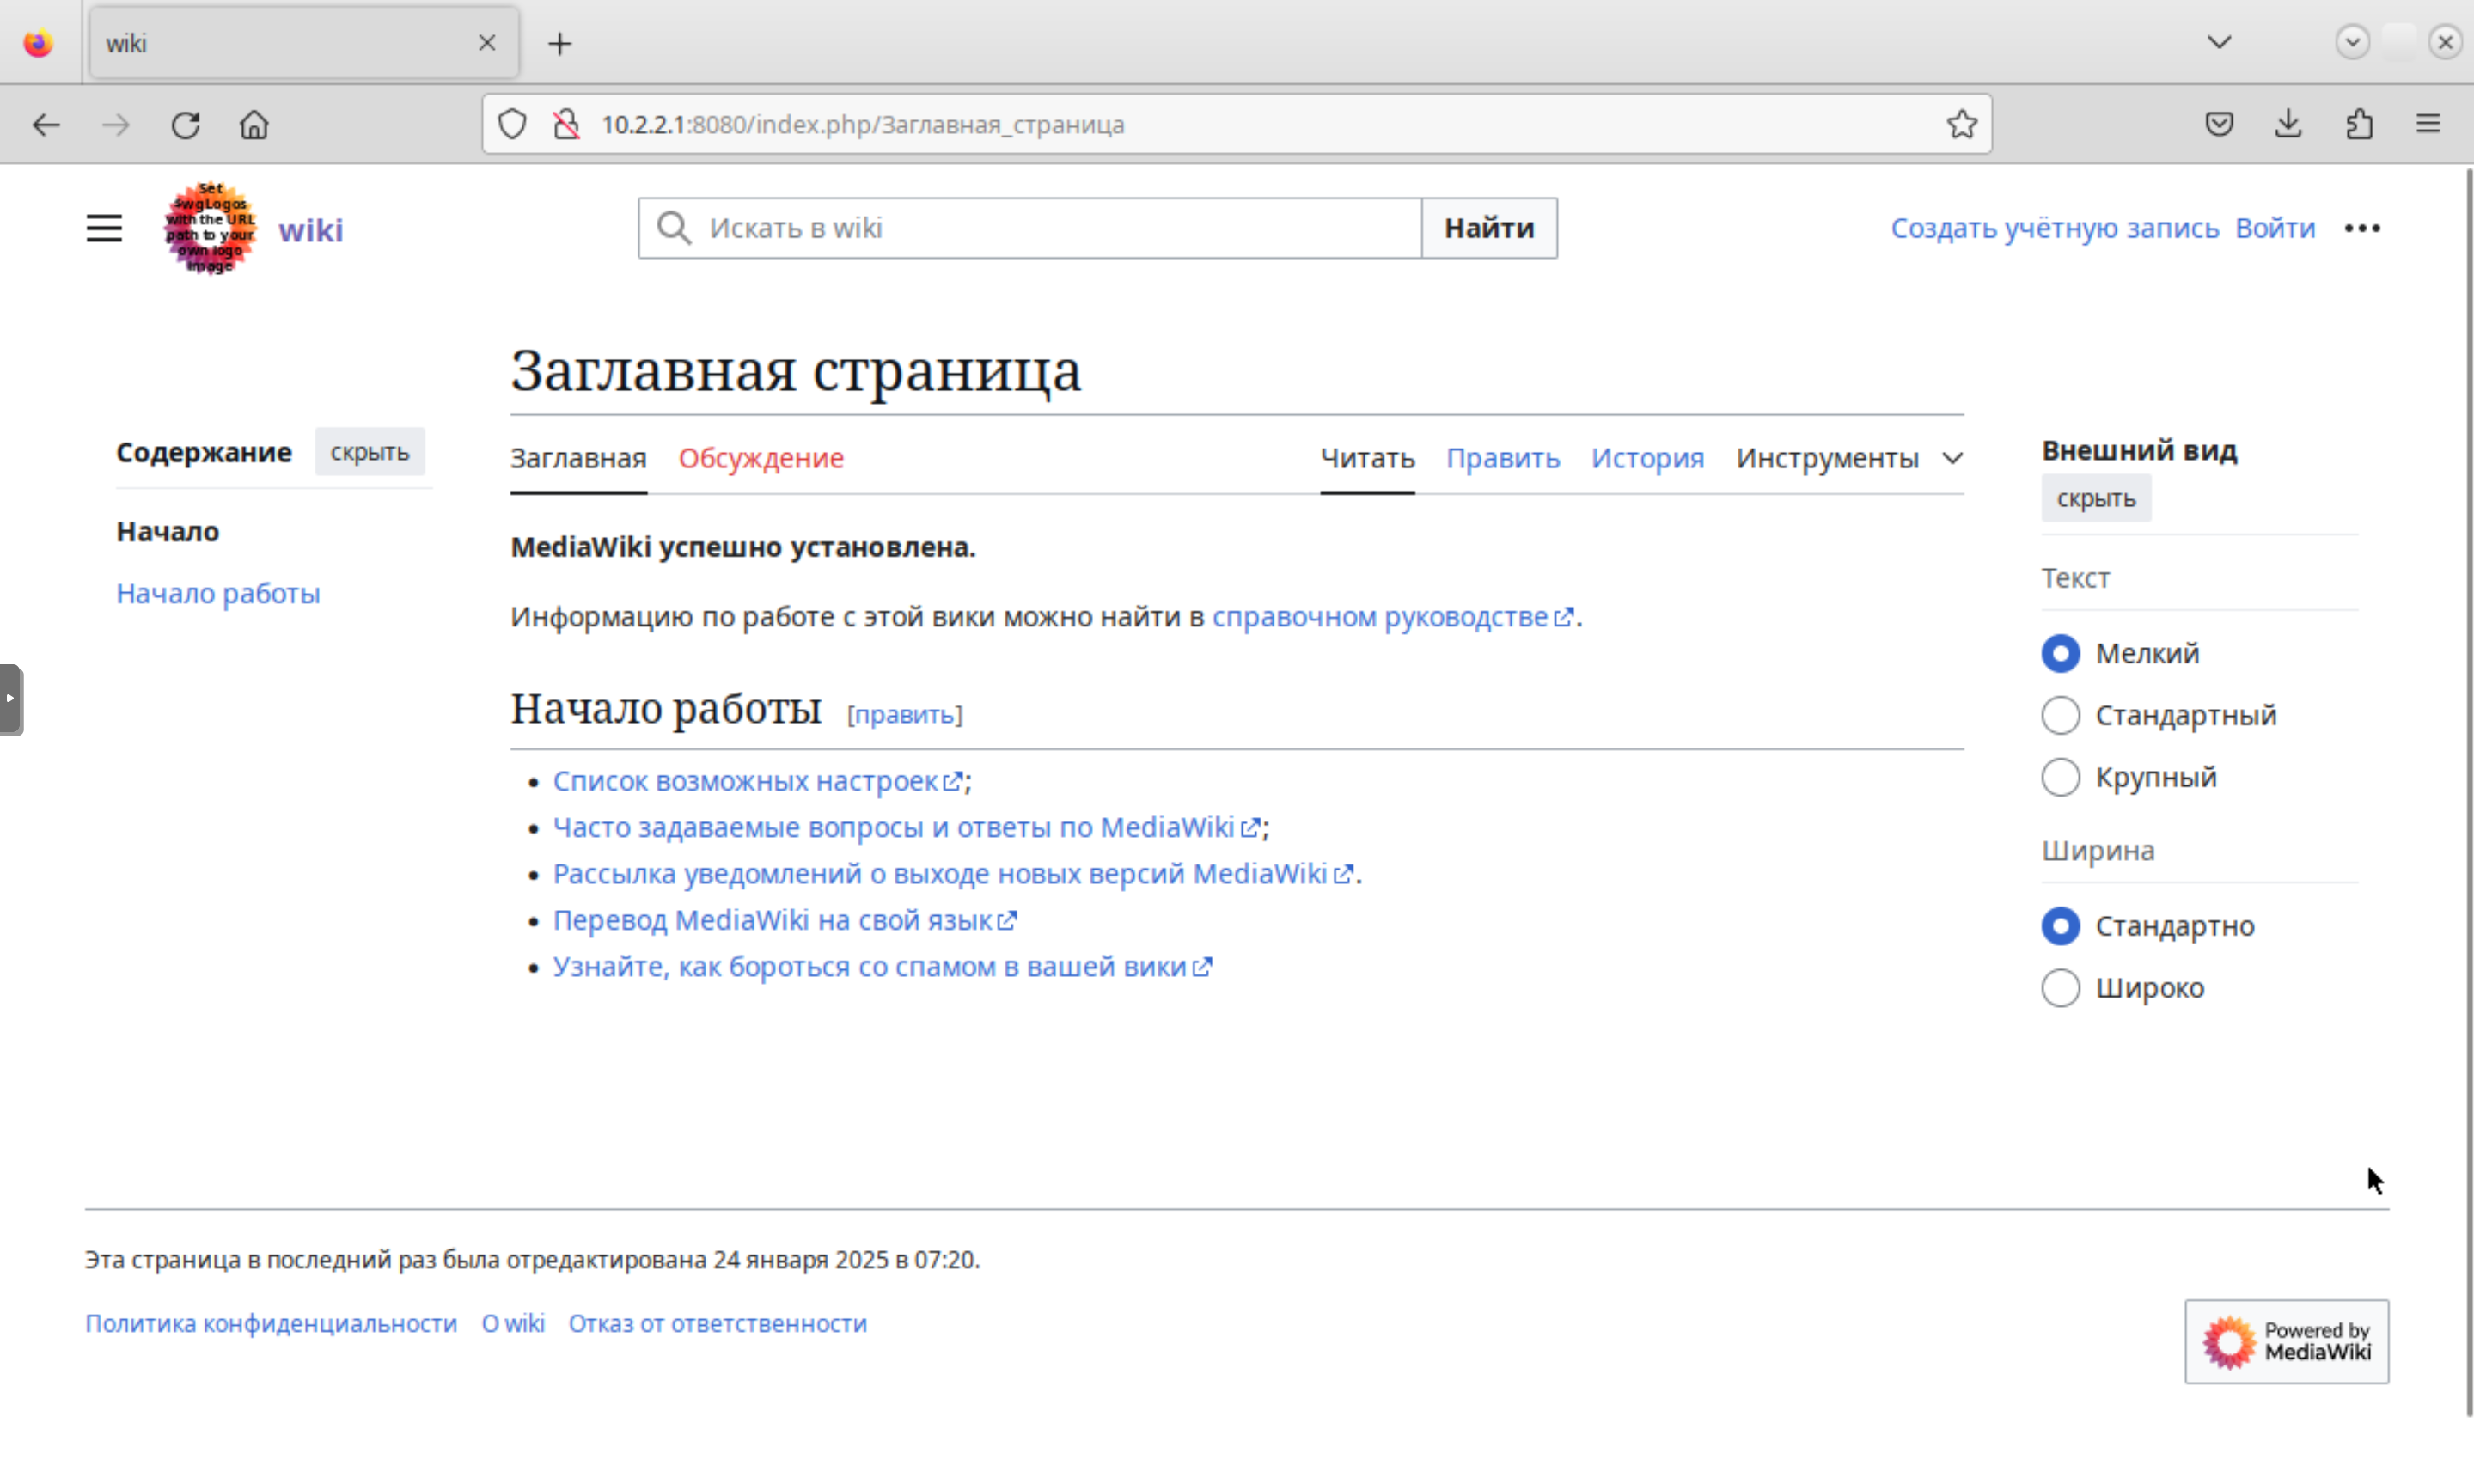 wiki
10.2.2.1:8080/index.php/Заглавная_страница
Set
$wgLogos
with the URL
path to your
own logo
image
wiki
Искать в wiki
Найти
Создать учётную запись Войти
Заглавная страница
Содержание скрыть
Начало
Начало работы
Заглавная Обсуждение Читать Править История Инструменты
MediaWiki успешно установлена.
Информацию по работе с этой вики можно найти в справочном руководстве.
Начало работы [править]
• Список возможных настроек;
• Часто задаваемые вопросы и ответы по MediaWiki;
• Рассылка уведомлений о выходе новых версий MediaWiki.
• Перевод MediaWiki на свой язык
• Узнайте, как бороться со спамом в вашей вики
Внешний вид
скрыть
Текст
Мелкий
Стандартный
Крупный
Ширина
Стандартно
Широко
Эта страница в последний раз была отредактирована 24 января 2025 в 07:20.
Политика конфиденциальности О wiki Отказ от ответственности
Powered by
MediaWiki